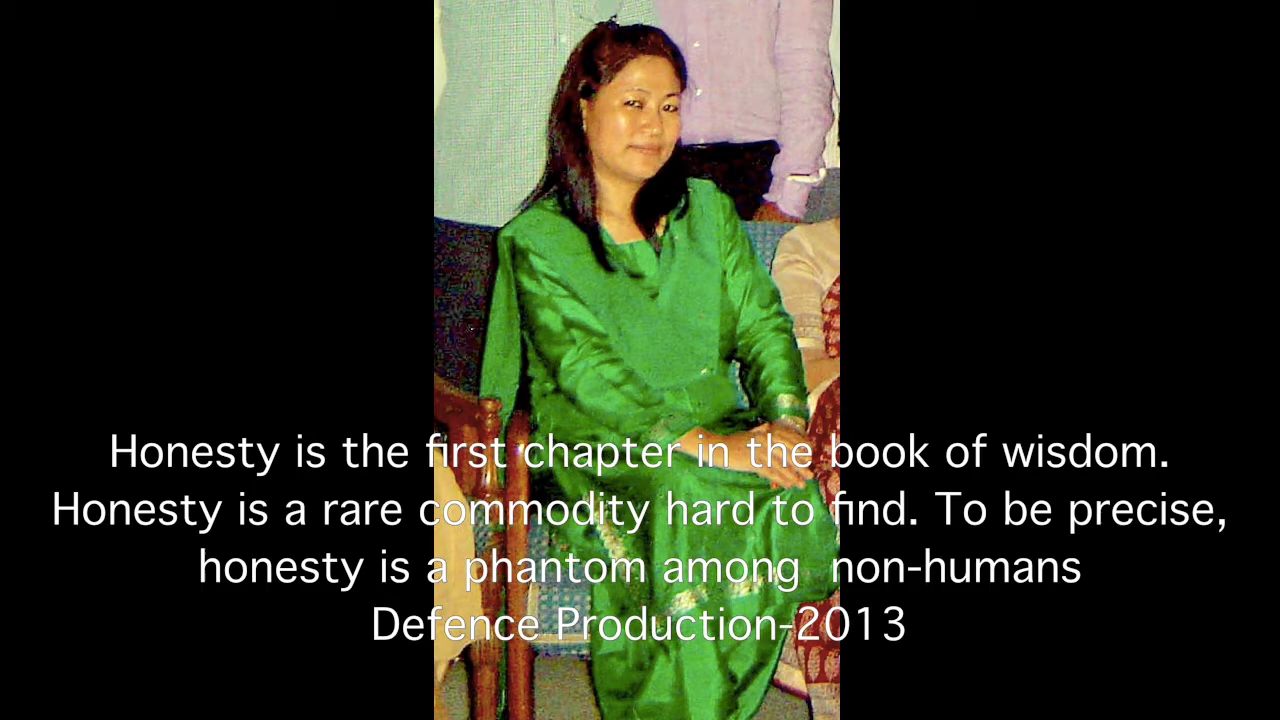 Honesty is the first chapter in the book of wisdom.
Honesty is a rare commodity hard to find. To be precise,
honesty is a phantom among  non-humans
Defence Production-2013